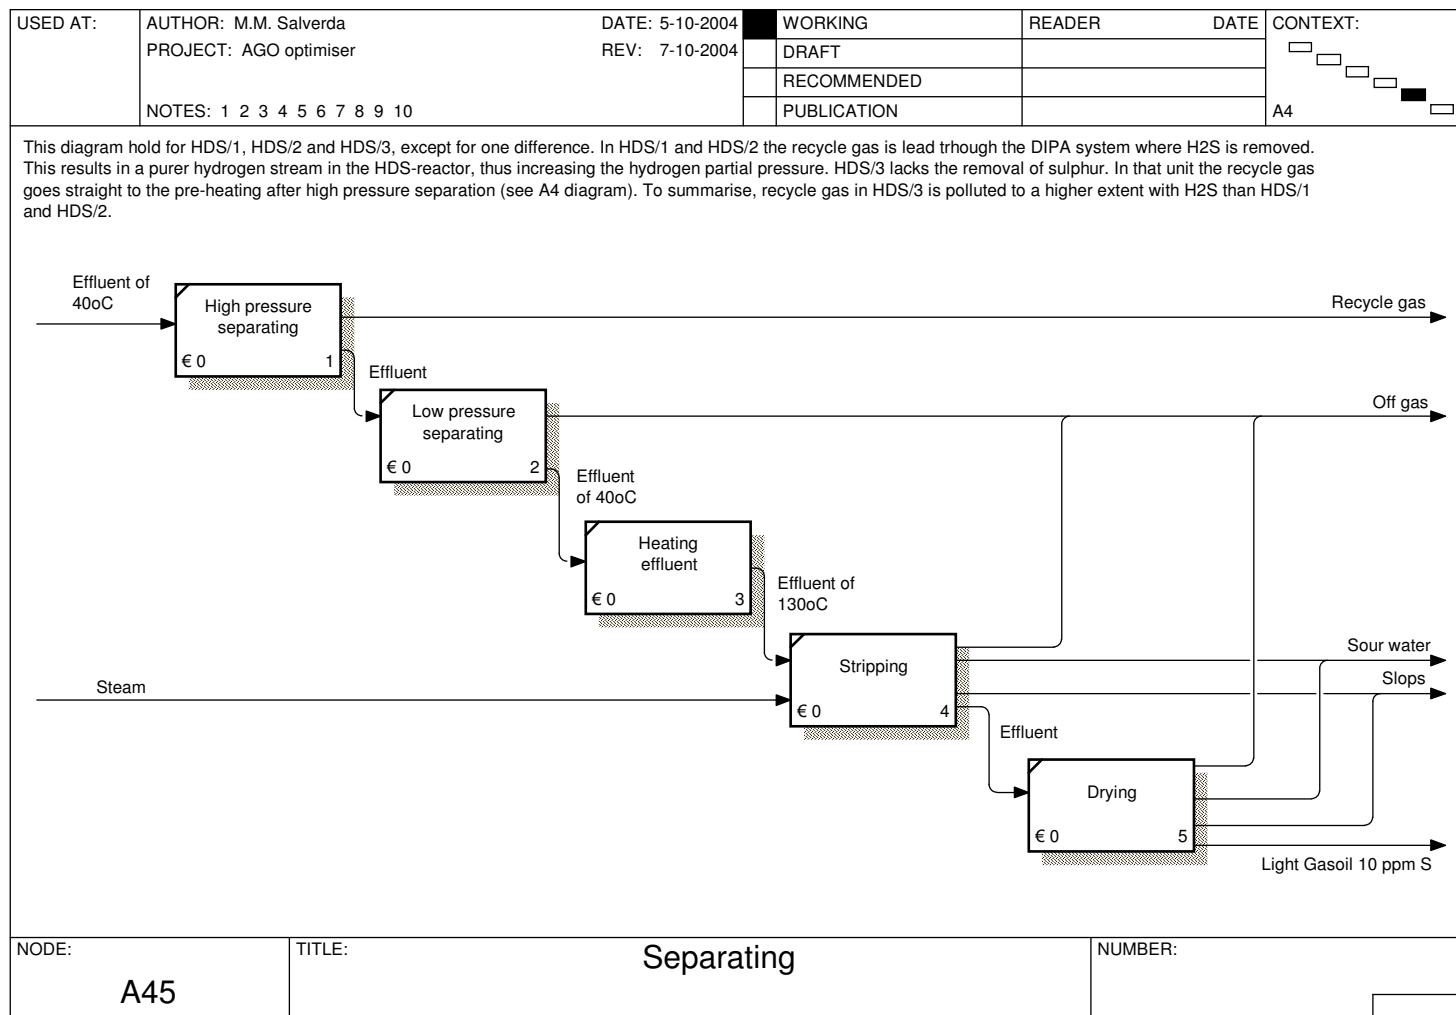 USED AT:
AUTHOR: M.M. Salverda
DATE: 5-10-2004
WORKING
READER
DATE
CONTEXT:
PROJECT: AGO optimiser
REV: 7-10-2004
DRAFT
RECOMMENDED
NOTES: 1 2 3 4 5 6 7 8 9 10
PUBLICATION
A4
This diagram hold for HDS/1, HDS/2 and HDS/3, except for one difference. In HDS/1 and HDS/2 the recycle gas is lead trhough the DIPA system where H2S is removed.
This results in a purer hydrogen stream in the HDS-reactor, thus increasing the hydrogen partial pressure. HDS/3 lacks the removal of sulphur. In that unit the recycle gas
goes straight to the pre-heating after high pressure separation (see A4 diagram). To summarise, recycle gas in HDS/3 is polluted to a higher extent with H2S than HDS/1
and HDS/2.
Effluent of
40oC
High pressure
separating
€ 0
1
Recycle gas
Effluent
Low pressure
separating
€ 0
2
Off gas
Effluent
of 40oC
Heating
effluent
€ 0
3
Effluent of
130oC
Stripping
€ 0
4
Steam
Sour water
Slops
Effluent
Drying
€ 0
5
Light Gasoil 10 ppm S
NODE:
A45
TITLE:
Separating
NUMBER: